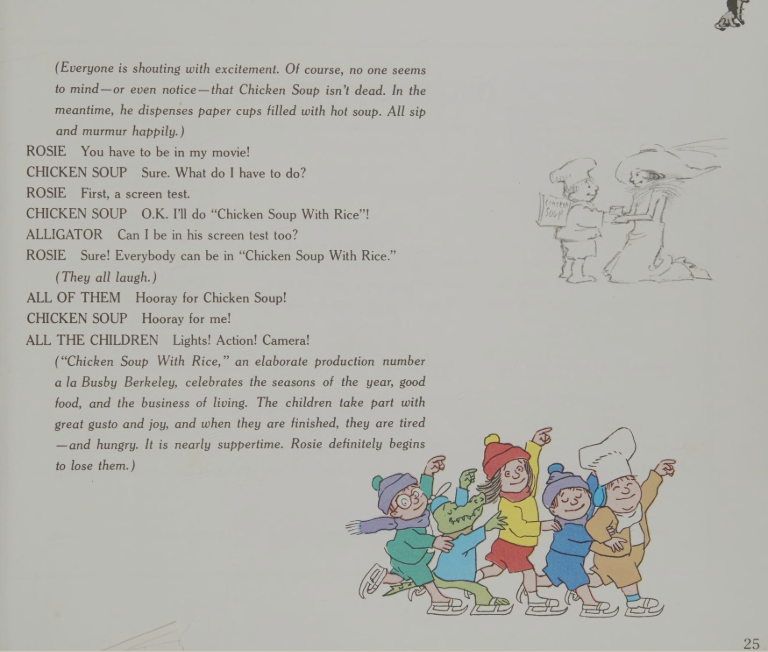 (Everyone is shouting with excitement. Of course, no one seems
to mind—or even notice—that Chicken Soup isn't dead. In the
meantime, he dispenses paper cups filled with hot soup. All sip
and murmur happily.)
ROSIE You have to be in my movie!
CHICKEN SOUP Sure. What do I have to do?
ROSIE First, a screen test.
CHICKEN SOUP O.K. I'll do “Chicken Soup With Rice”!
ALLIGATOR Can I be in his screen test too?
ROSIE Sure! Everybody can be in “Chicken Soup With Rice.”
(They all laugh.)
ALL OF THEM Hooray for Chicken Soup!
CHICKEN SOUP Hooray for me!
ALL THE CHILDREN Lights! Action! Camera!
(“Chicken Soup With Rice,” an elaborate production number
a la Busby Berkeley, celebrates the seasons of the year, good
food, and the business of living. The children take part with
great gusto and joy, and when they are finished, they are tired
—and hungry. It is nearly suppertime. Rosie definitely begins
to lose them.)
CHICKEN
SOUP
25